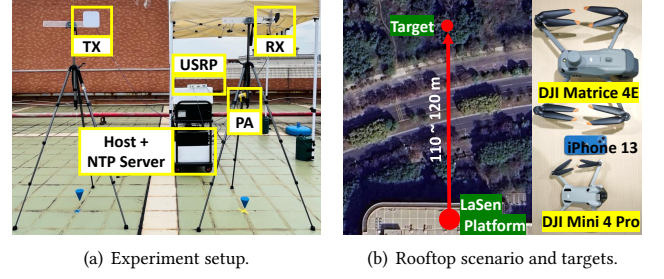 TX
RX
USRP
PA
Host +
NTP Server
(a) Experiment setup.
Target
110 ~ 120 m
LaSen
Platform
DJI Matrice 4E
iPhone 13
DJI Mini 4 Pro
(b) Rooftop scenario and targets.